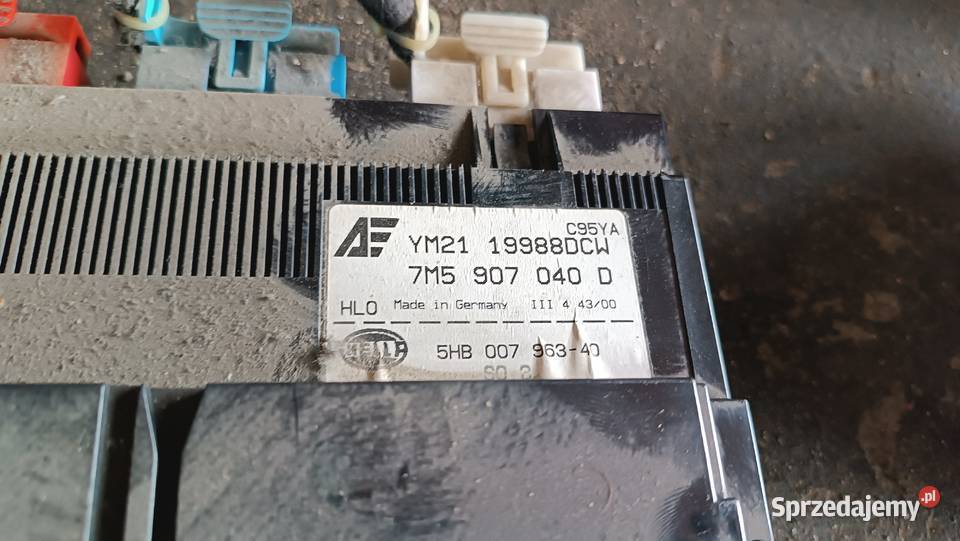 AE
C95YA
YM21 19988DCW
7M5 907 040 D
HLO Made in Germany III 4 43/00
HELLA 5HB 007 963-40
Sprzedajemy.pl